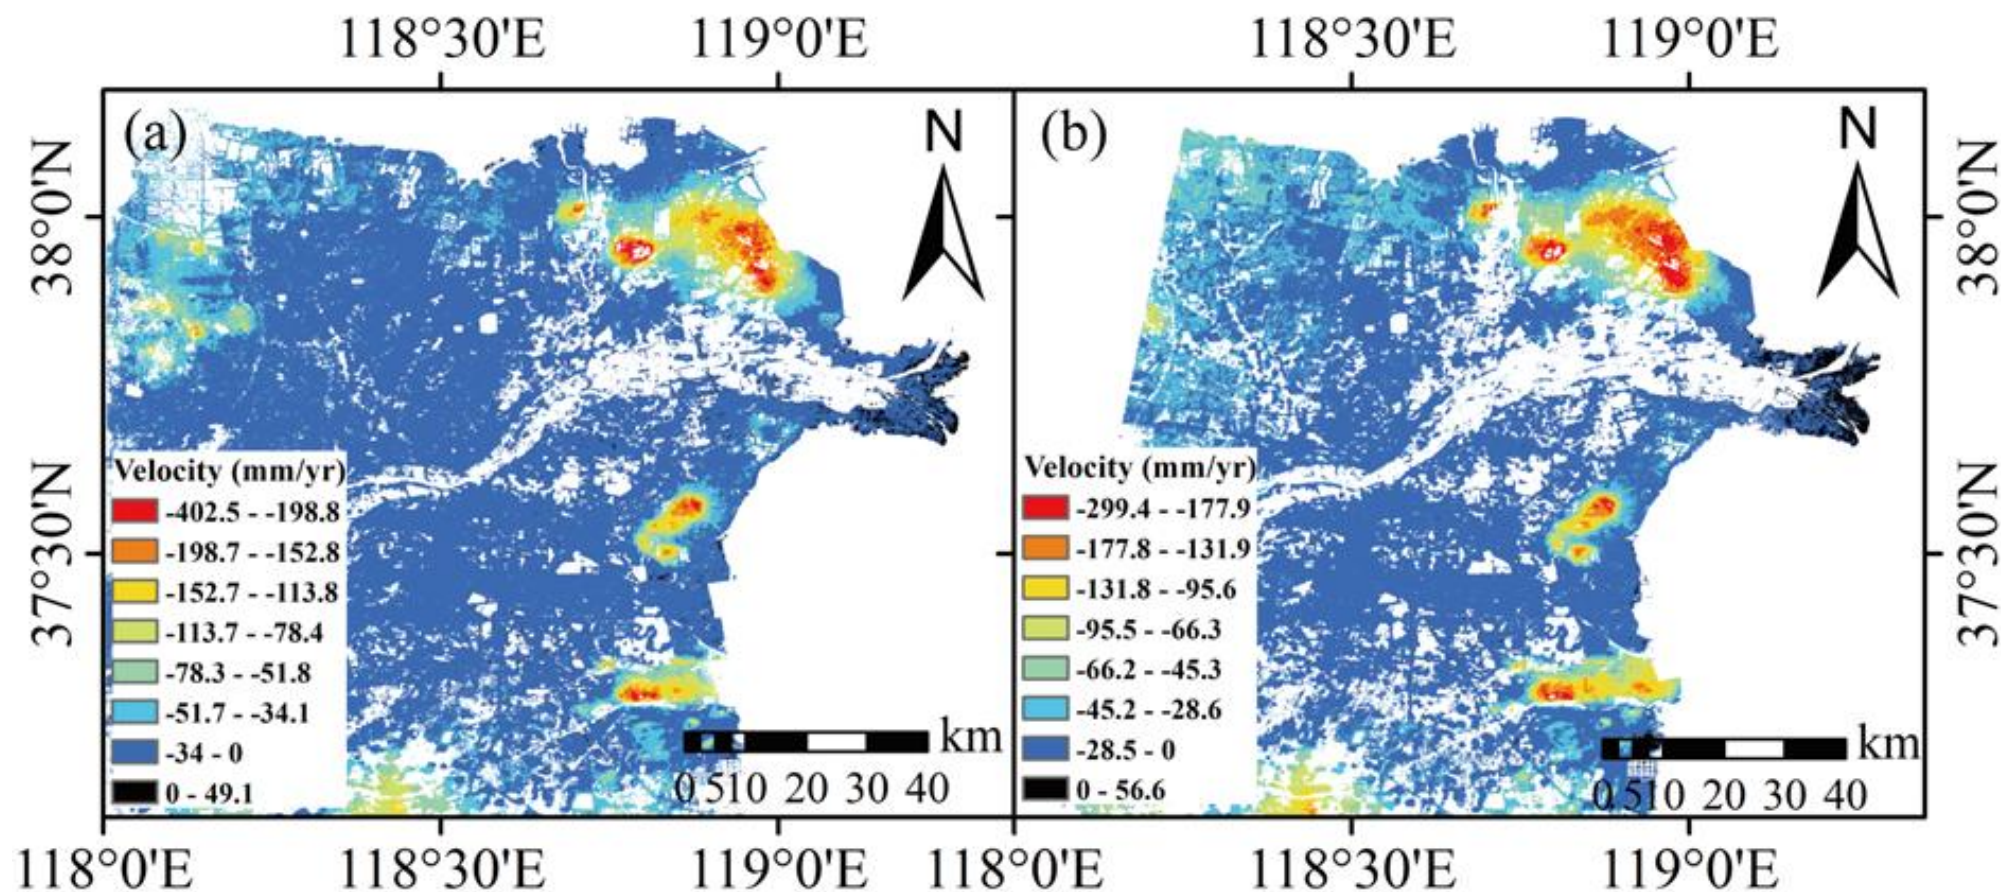 118°30'E 119°0'E 118°30'E 119°0'E
(a) N (b) N
38°0'N 38°0'N
37°30'N 37°30'N
Velocity (mm/yr)
-402.5 - -198.8
-198.7 - -152.8
-152.7 - -113.8
-113.7 - -78.4
-78.3 - -51.8
-51.7 - -34.1
-34 - 0
0 - 49.1
km
0 510 20 30 40
Velocity (mm/yr)
-299.4 - -177.9
-177.8 - -131.9
-131.8 - -95.6
-95.5 - -66.3
-66.2 - -45.3
-45.2 - -28.6
-28.5 - 0
0 - 56.6
km
0 510 20 30 40
118°0'E 118°30'E 119°0'E 118°0'E 118°30'E 119°0'E